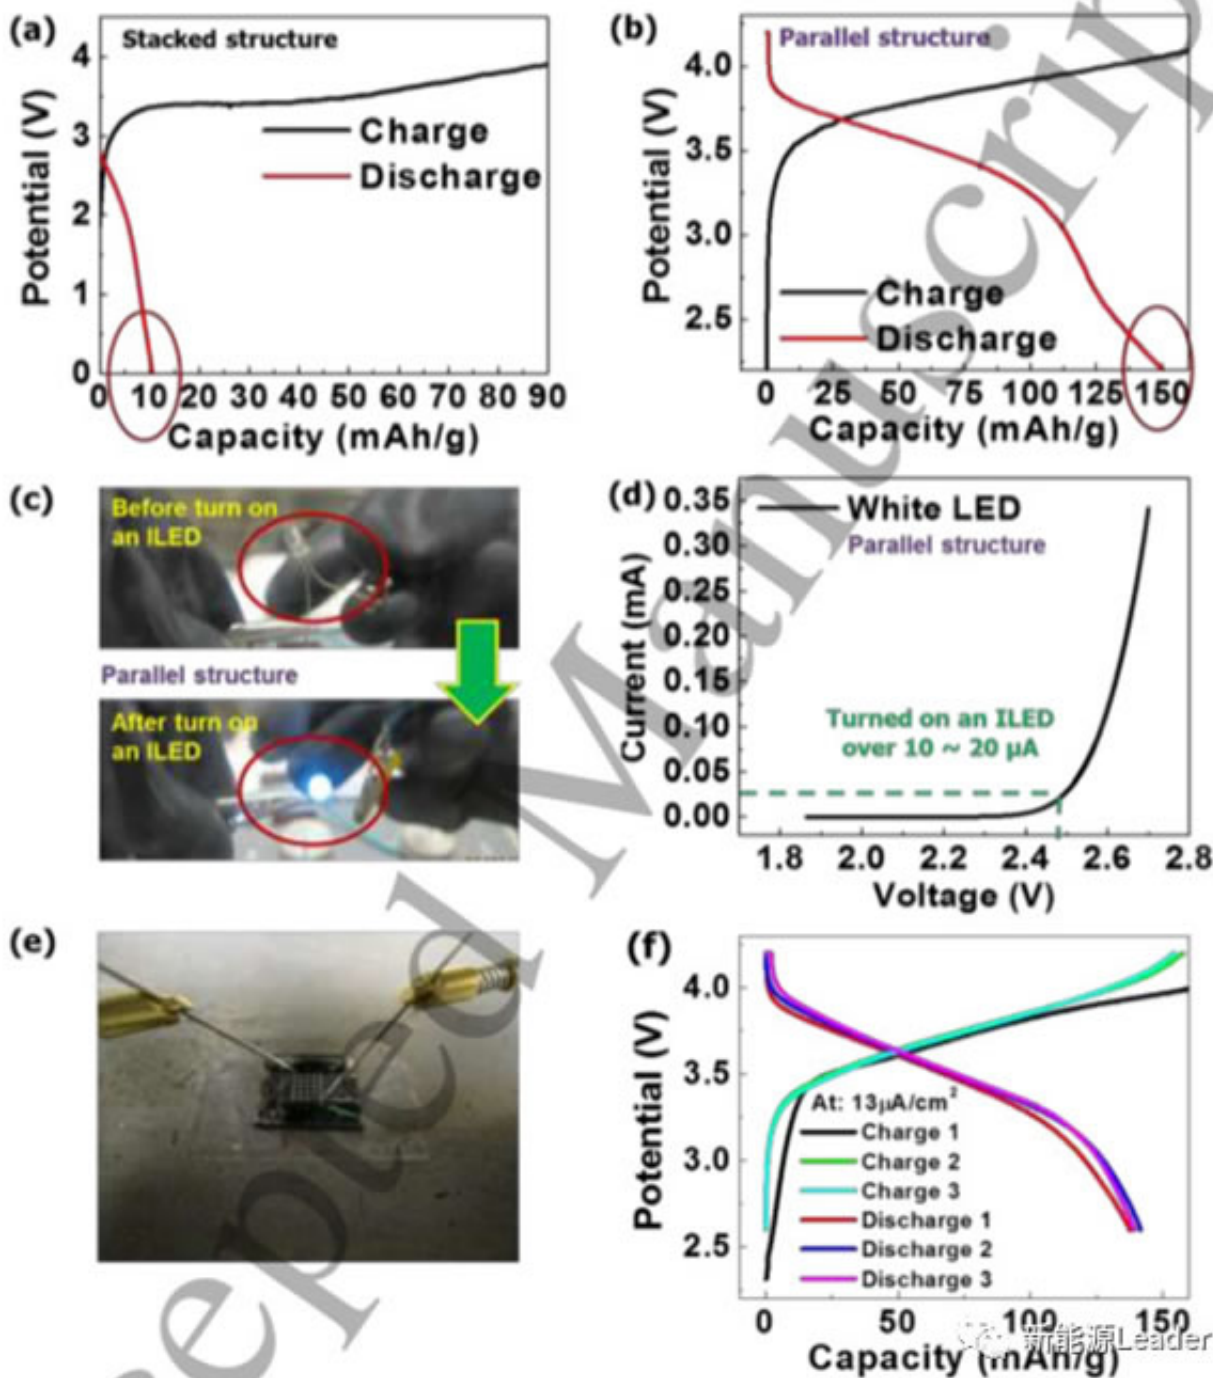 (a)
Stacked structure
Potential (V)
4
3
2
1
0
Charge
Discharge
0 10 20 30 40 50 60 70 80 90
Capacity (mAh/g)
(b)
Parallel structure
Potential (V)
4.0
3.5
3.0
2.5
Charge
Discharge
0 25 50 75 100 125 150
Capacity (mAh/g)
(c)
Before turn on
an ILED
Parallel structure
After turn on
an ILED
(d)
White LED
Parallel structure
Current (mA)
0.35
0.30
0.25
0.20
0.15
0.10
0.05
0.00
Turned on an ILED
over 10 ~ 20 μA
1.8 2.0 2.2 2.4 2.6 2.8
Voltage (V)
(e)
(f)
Potential (V)
4.0
3.5
3.0
2.5
At: 13μA/cm²
Charge 1
Charge 2
Charge 3
Discharge 1
Discharge 2
Discharge 3
0 50 100 150
Capacity (mAh/g)
新能源Leader
epted Manuscrip